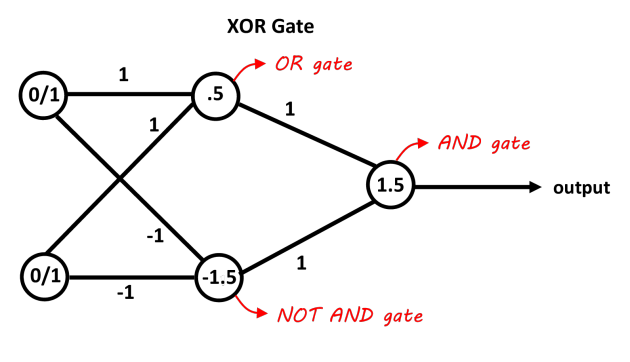 XOR Gate
OR gate
1
0/1
.5
1
1
AND gate
1.5
output
-1
1
0/1
-1.5
-1
NOT AND gate